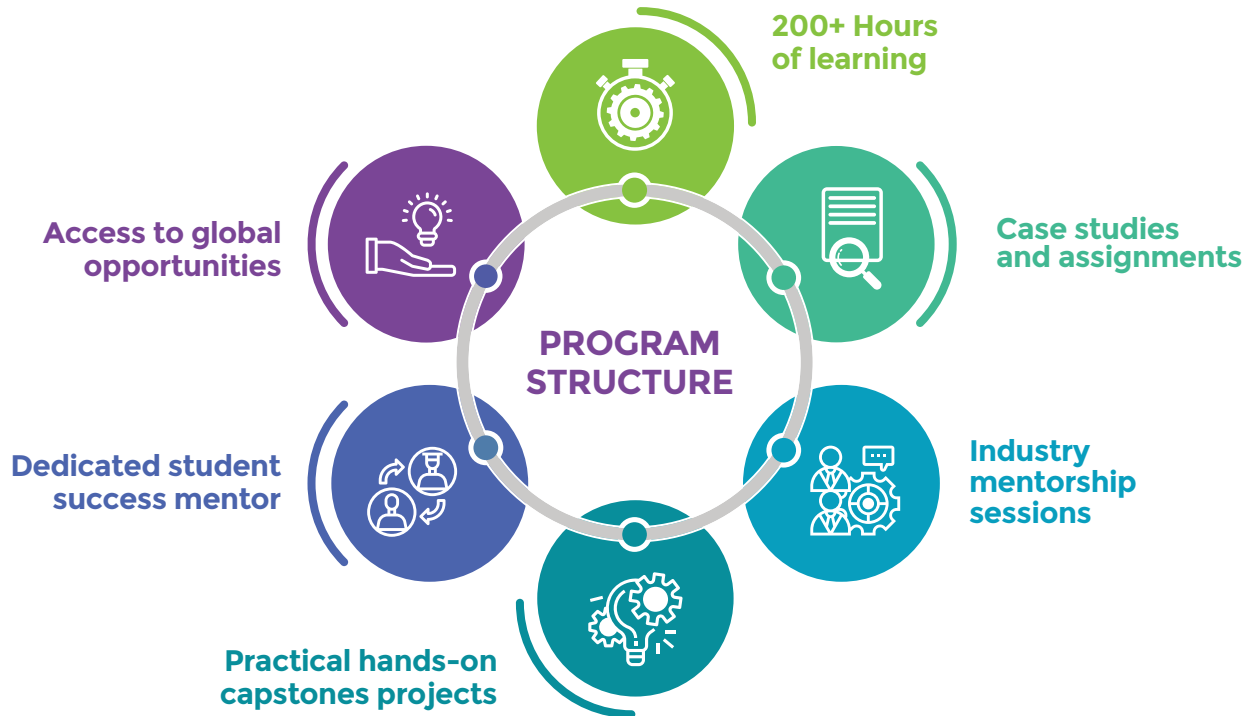 200+ Hours
of learning
Case studies
and assignments
Industry
mentorship
sessions
Practical hands-on
capstones projects
Dedicated student
success mentor
Access to global
opportunities
PROGRAM
STRUCTURE